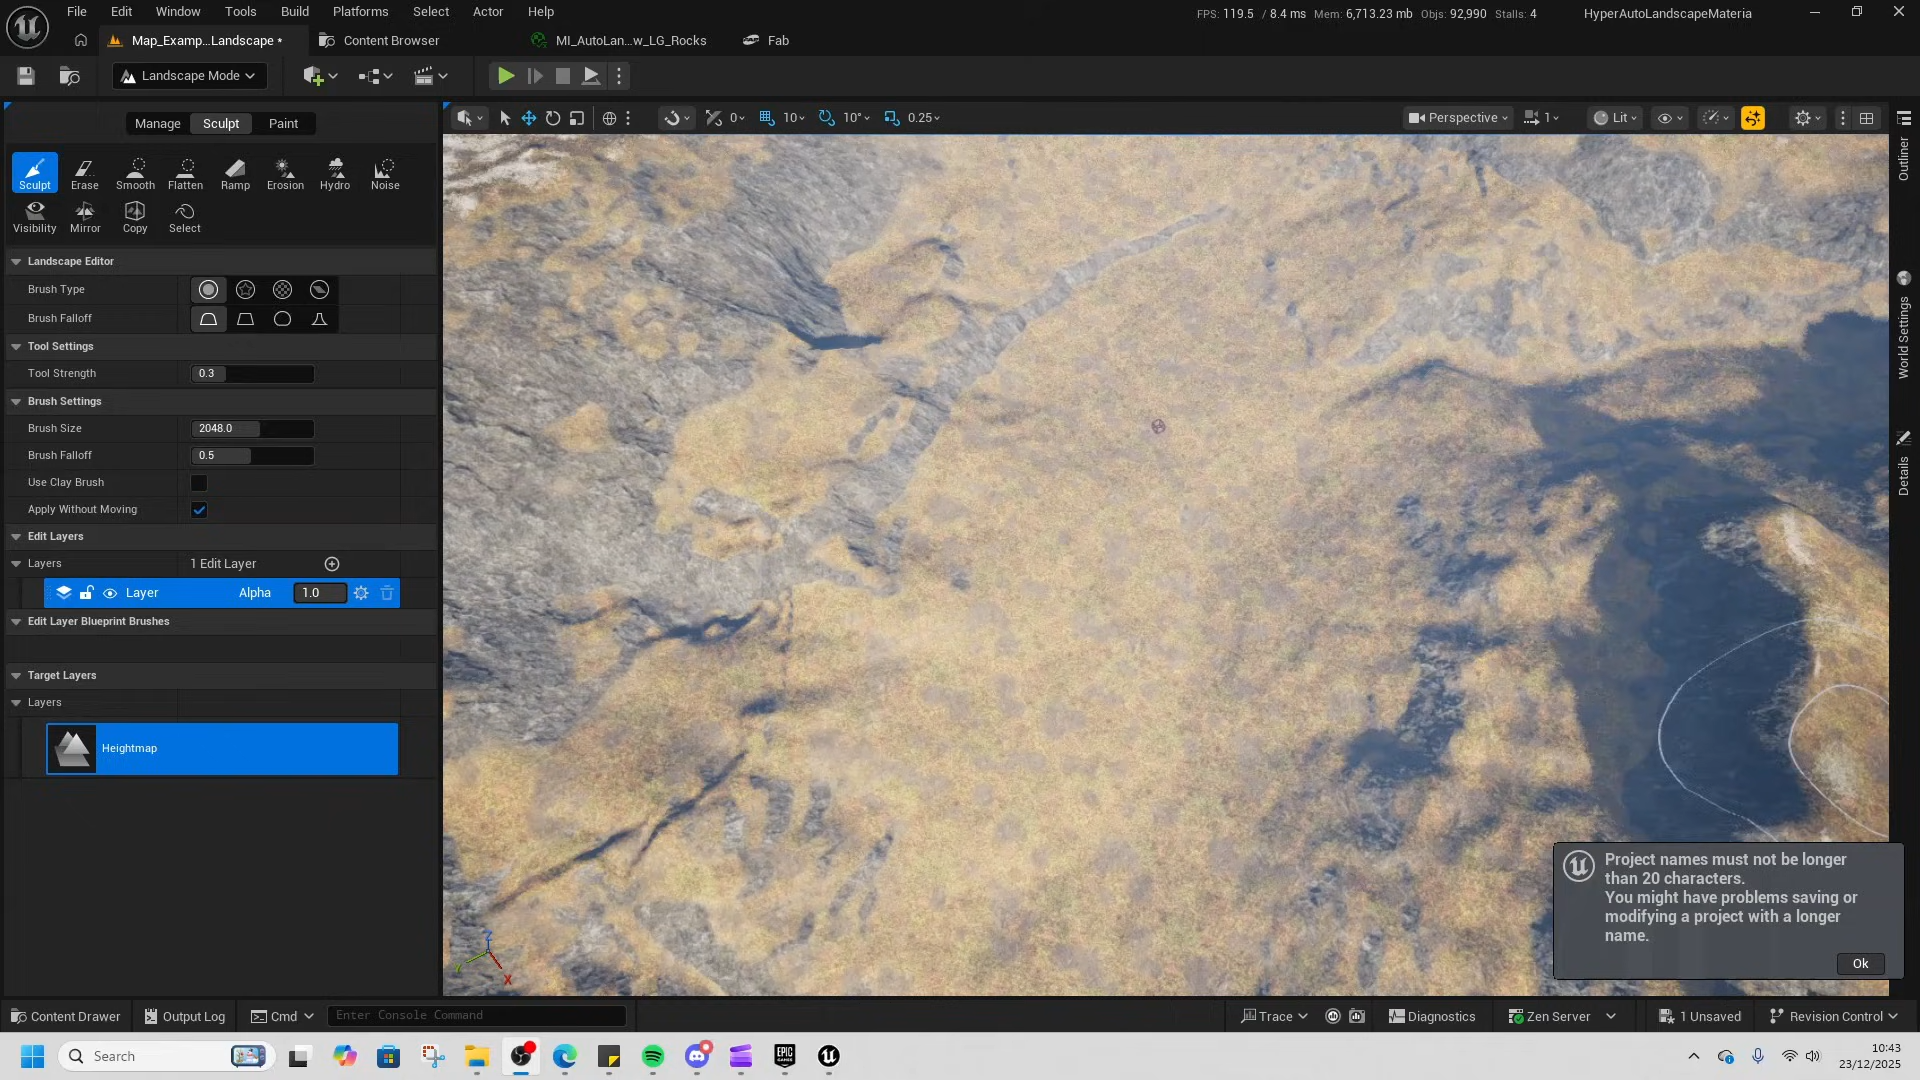 File Edit Window Tools Build Platforms Select Actor Help
FPS: 119.5 / 8.4 ms Mem: 6,713.23 mb Objs: 92,990 Stalls: 4
HyperAutoLandscapeMateria
Map_Examp...Landscape •
Content Browser
MI_AutoLan...w_LG_Rocks
Fab
Landscape Mode
Manage Sculpt Paint
0 10 10° 0.25
Perspective 1 Lit
Sculpt Erase Smooth Flatten Ramp Erosion Hydro Noise
Visibility Mirror Copy Select
Landscape Editor
Brush Type
Brush Falloff
Tool Settings
Tool Strength 0.3
Brush Settings
Brush Size 2048.0
Brush Falloff 0.5
Use Clay Brush
Apply Without Moving
Edit Layers
Layers 1 Edit Layer
Layer Alpha 1.0
Edit Layer Blueprint Brushes
Target Layers
Layers
Heightmap
Outliner
World Settings
Details
Z
Y
X
Project names must not be longer
than 20 characters.
You might have problems saving or
modifying a project with a longer
name.
Ok
Content Drawer Output Log Cmd Enter Console Command
Trace Diagnostics Zen Server 1 Unsaved Revision Control
Search
EPIC GAMES
10:43
23/12/2025